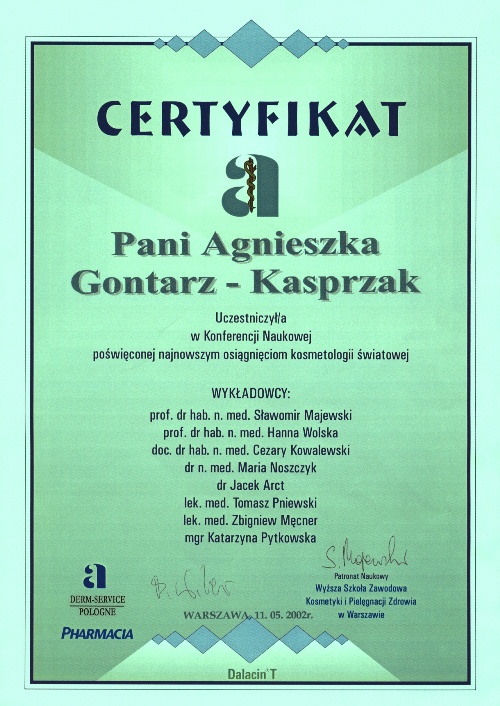 CERTYFIKAT
a
Pani Agnieszka
Gontarz - Kasprzak
Uczestniczył/a
w Konferencji Naukowej
poświęconej najnowszym osiągnięciom kosmetologii światowej
WYKŁADOWCY:
prof. dr hab. n. med. Sławomir Majewski
prof. dr hab. n. med. Hanna Wolska
doc. dr hab. n. med. Cezary Kowalewski
dr n. med. Maria Noszczyk
dr Jacek Arct
lek. med. Tomasz Pniewski
lek. med. Zbigniew Męcner
mgr Katarzyna Pytkowska
S. Majewski
Patronat Naukowy
Wyższa Szkoła Zawodowa
Kosmetyki i Pielęgnacji Zdrowia
w Warszawie
a
DERM-SERVICE
POLOGNE
PHARMACIA
WARSZAWA, 11. 05. 2002r.
Dalacin® T